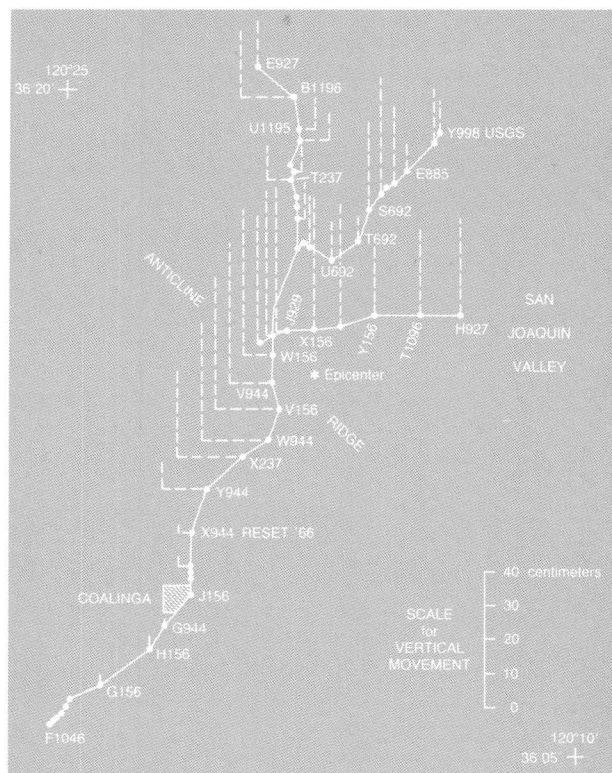 E927
120°25
36 20'
B1196
U1195
Y998 USGS
T237
E885
S692
T692
U692
ANTICLINE
J929
X156
Y156
T1096
H927
SAN
JOAQUIN
VALLEY
W156
Epicenter
V944
V156
RIDGE
W944
X237
Y944
X944 RESET '66
COALINGA
J156
G944
H156
G156
F1046
40 centimeters
30
20
10
0
SCALE
for
VERTICAL
MOVEMENT
120°10'
36 05'